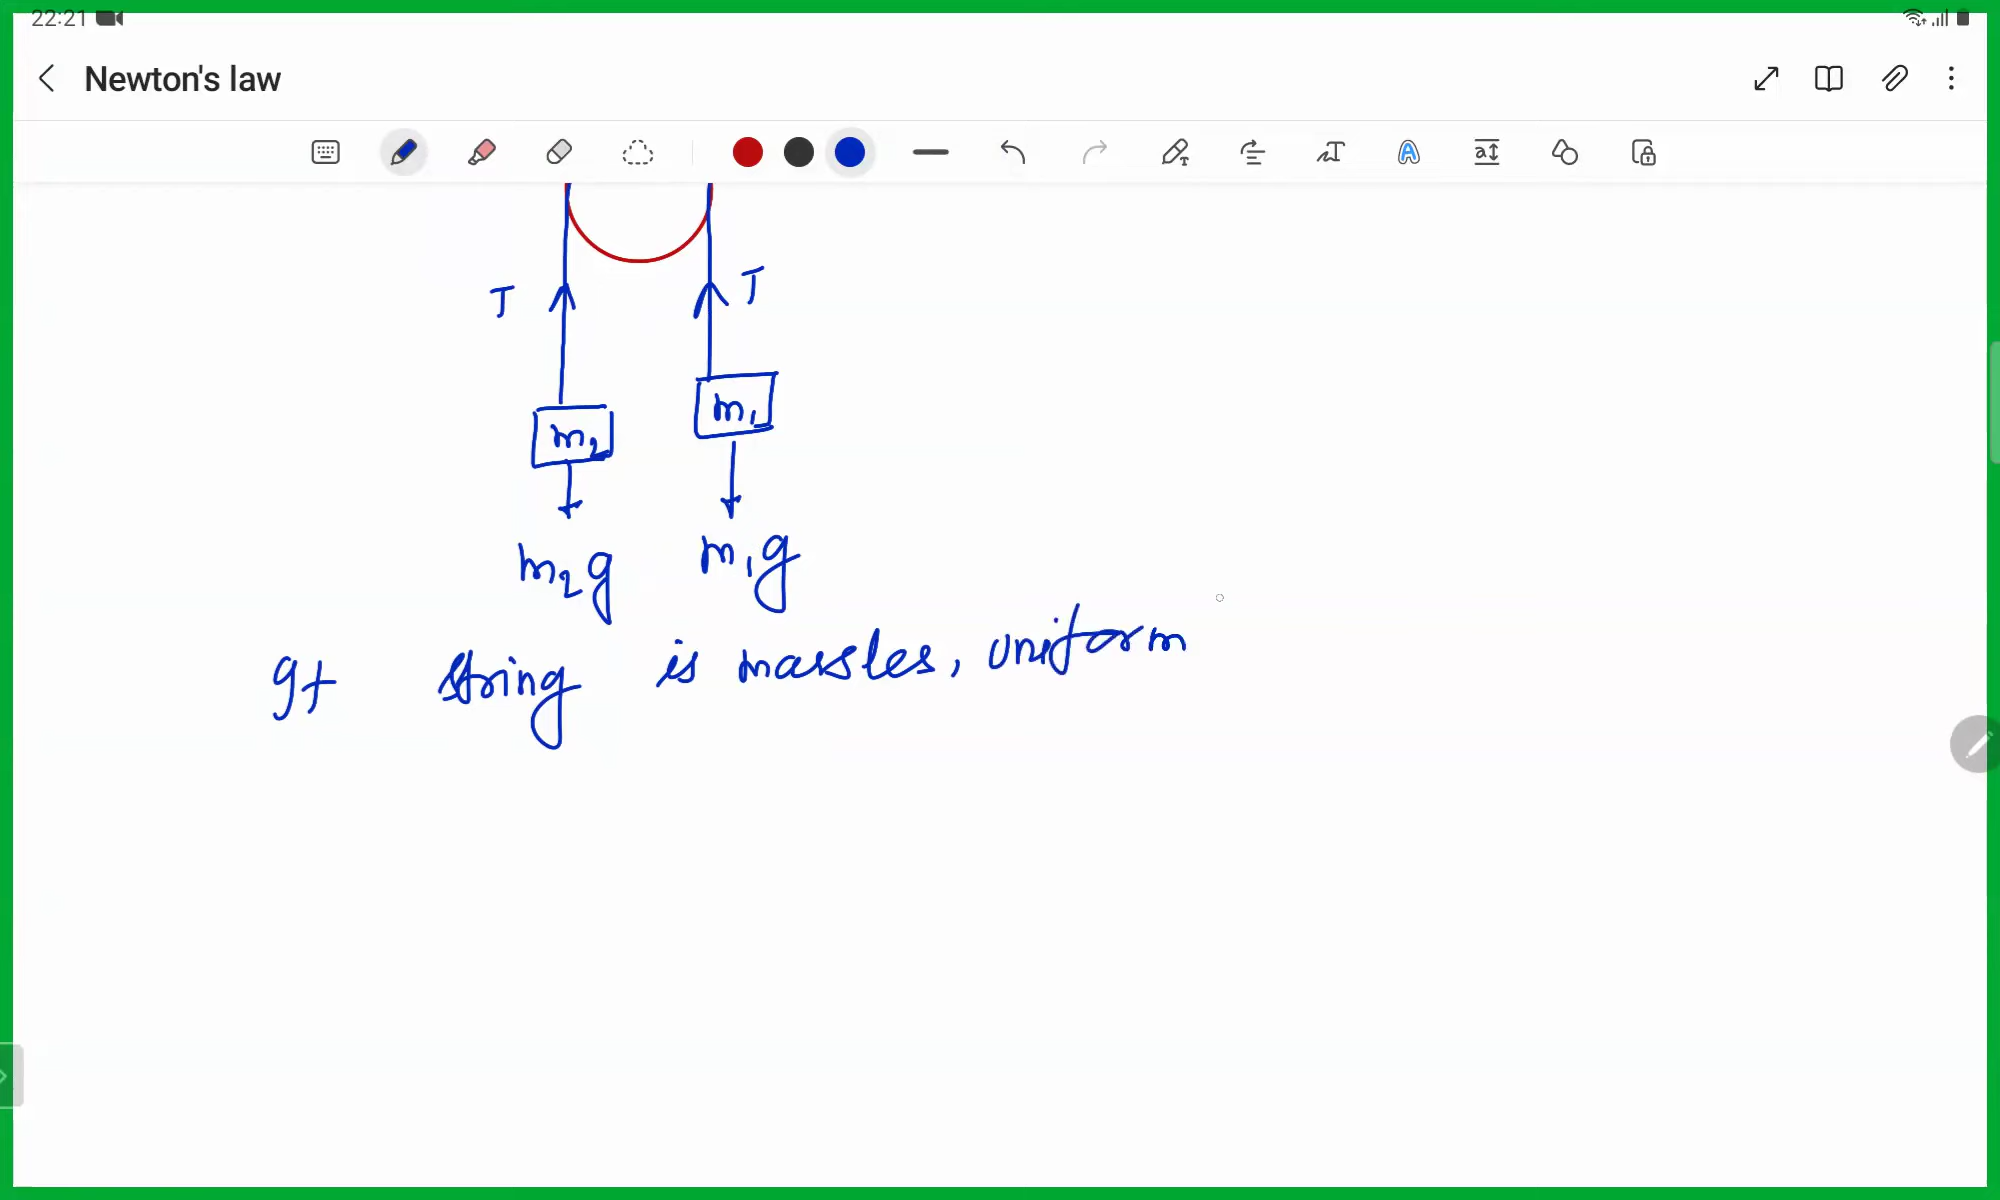 22:21
Newton's law
T T
m₁
m₂
m₂g m₁g
If string is massles, uniform